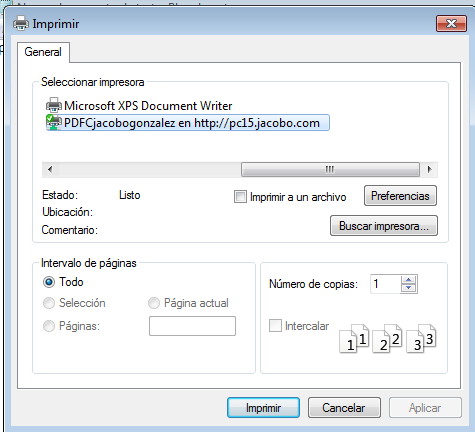 Imprimir
General
Seleccionar impresora
Microsoft XPS Document Writer
PDFCjacobogonzalez en http://pc15.jacobo.com
Estado: Listo
Imprimir a un archivo
Preferencias
Ubicación:
Comentario:
Buscar impresora...
Intervalo de páginas
Todo
Selección
Página actual
Páginas:
Número de copias: 1
Intercalar
1 1 2 2 3 3
Imprimir
Cancelar
Aplicar